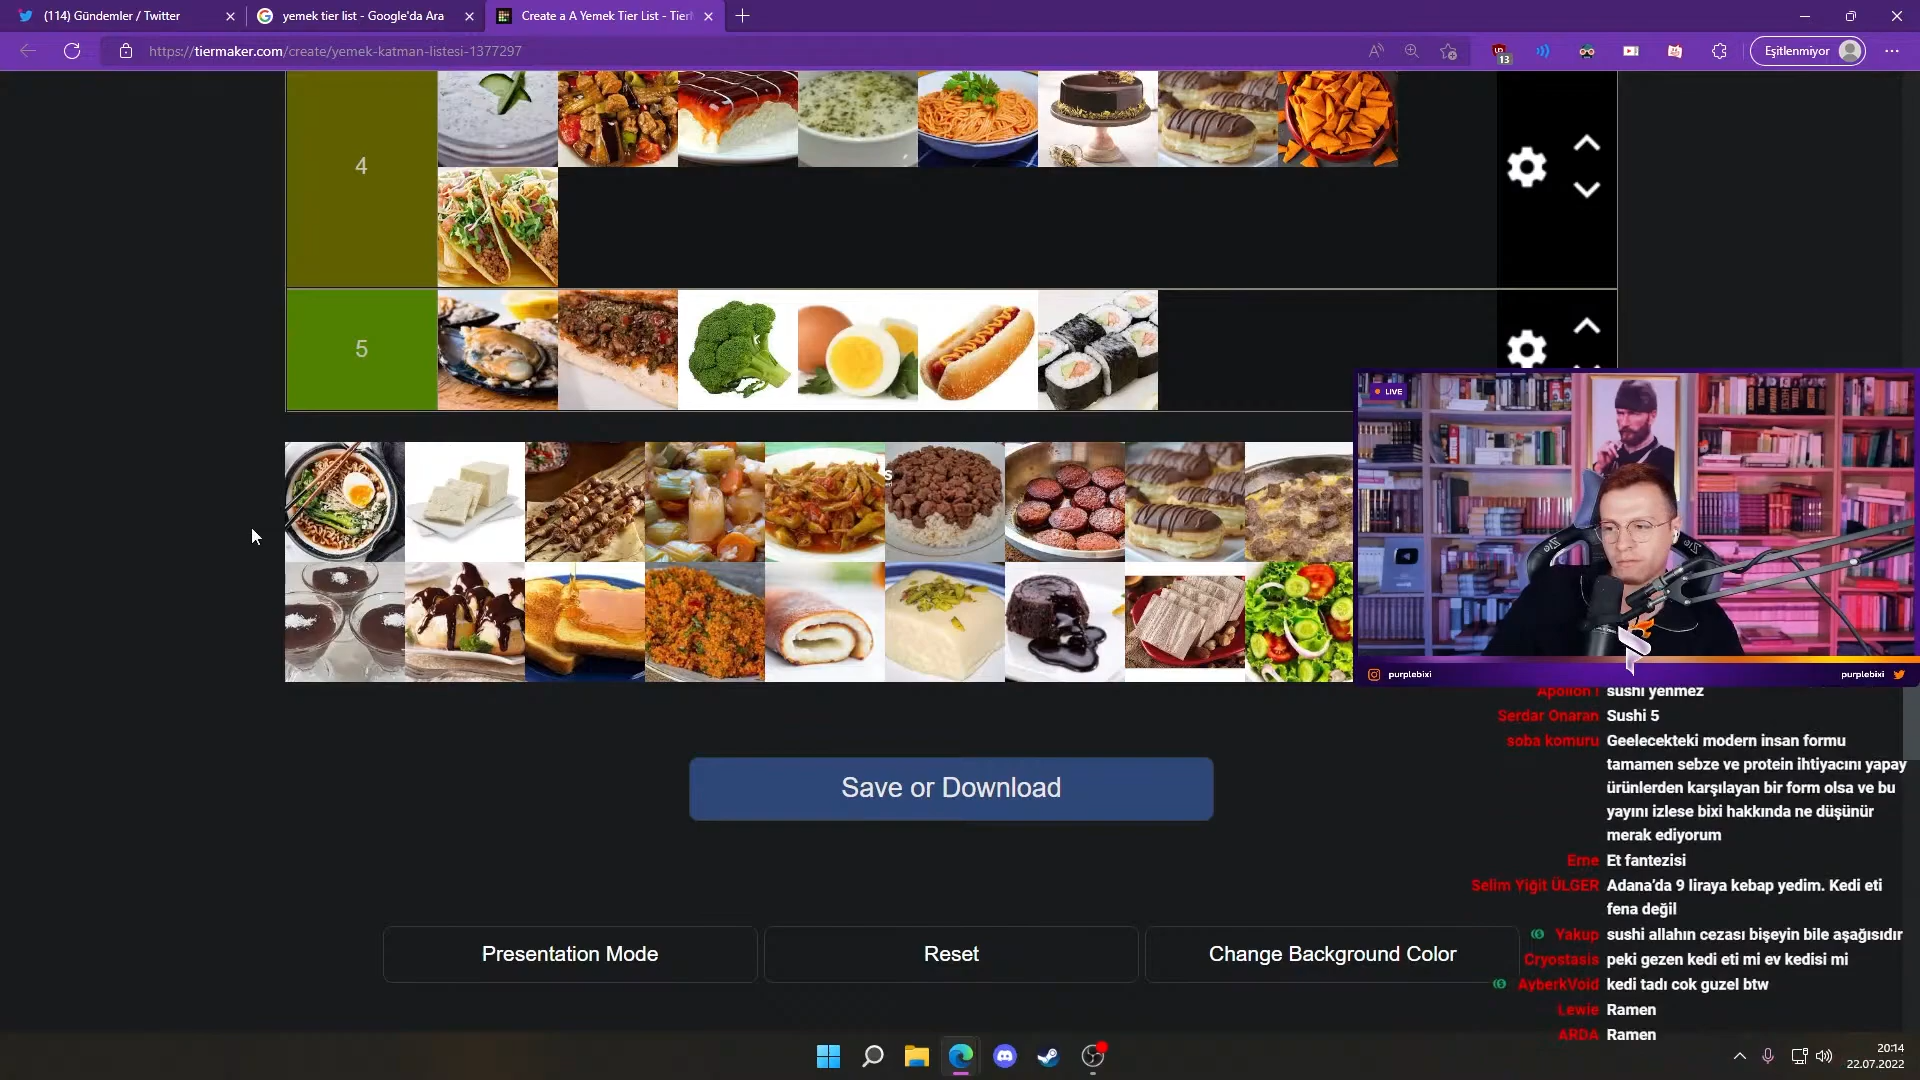 (114) Gündemler / Twitter
yemek tier list - Google'da Ara
Create a A Yemek Tier List - Tier
https://tiermaker.com/create/yemek-katman-listesi-1377297
13
Eşitlenmiyor
4
5
LIVE
purplebixi
purplebixi
sushi yenmez
Serdar Onaran Sushi 5
soba komuru Geelecekteki modern insan formu
tamamen sebze ve protein ihtiyacını yapay
ürünlerden karşılayan bir form olsa ve bu
yayını izlese bixi hakkında ne düşünür
merak ediyorum
Eme Et fantezisi
Selim Yiğit ÜLGER Adana'da 9 liraya kebap yedim. Kedi eti
fena değil
Yakup sushi allahın cezası bişeyin bile aşağısıdır
Cryostasis peki gezen kedi eti mi ev kedisi mi
AyberkVoid kedi tadı cok guzel btw
Lewie Ramen
ARDA Ramen
Save or Download
Presentation Mode
Reset
Change Background Color
20:14
22.07.2022